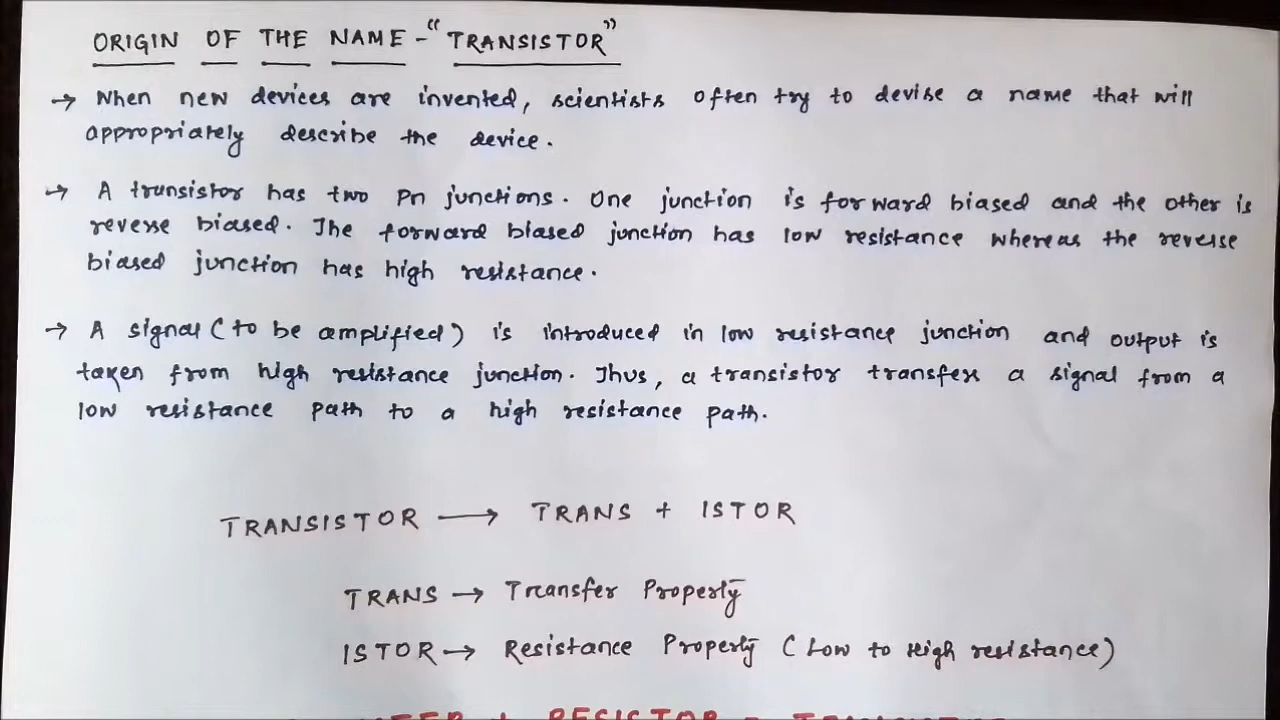 ORIGIN OF THE NAME - "TRANSISTOR"
→ When new devices are invented, scientists often try to devise a name that will
appropriately describe the device.
→ A transistor has two pn junctions. One junction is forward biased and the other is
reverse biased. The forward biased junction has low resistance whereas the reverse
biased junction has high resistance.
→ A signal (to be amplified) is introduced in low resistance junction and output is
taken from high resistance junction. Thus, a transistor transfers a signal from a
low resistance path to a high resistance path.
TRANSISTOR → TRANS + ISTOR
TRANS → Transfer Property
ISTOR → Resistance Property (Low to High resistance)
+ RESISTOR =